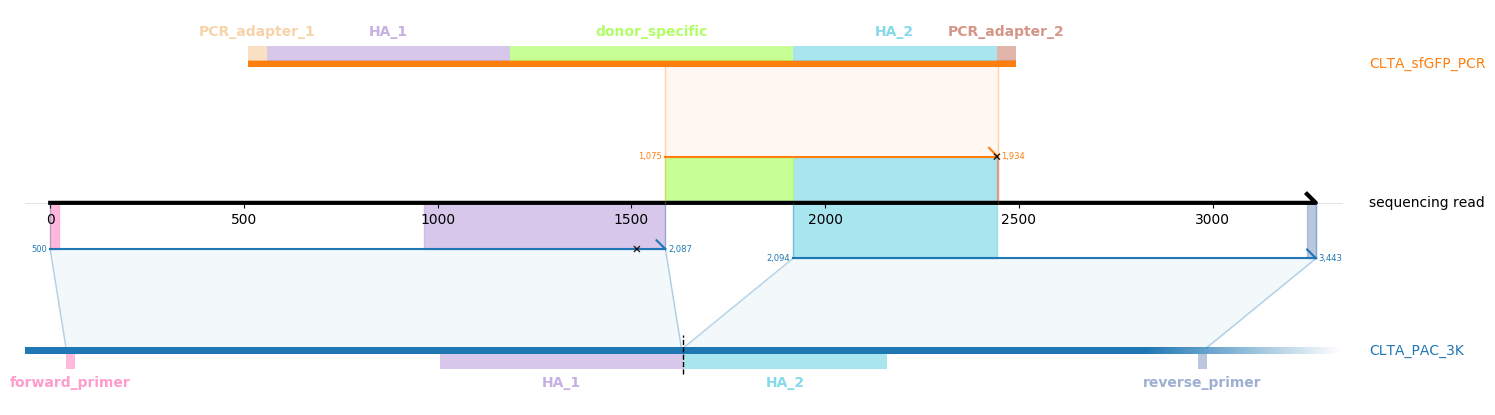 PCR_adapter_1 HA_1 donor_specific HA_2 PCR_adapter_2
CLTA_sfGFP_PCR
1,075 1,934
sequencing read
0 500 1000 1500 2000 2500 3000
500 2,087
2,094 3,443
CLTA_PAC_3K
forward_primer HA_1 HA_2 reverse_primer